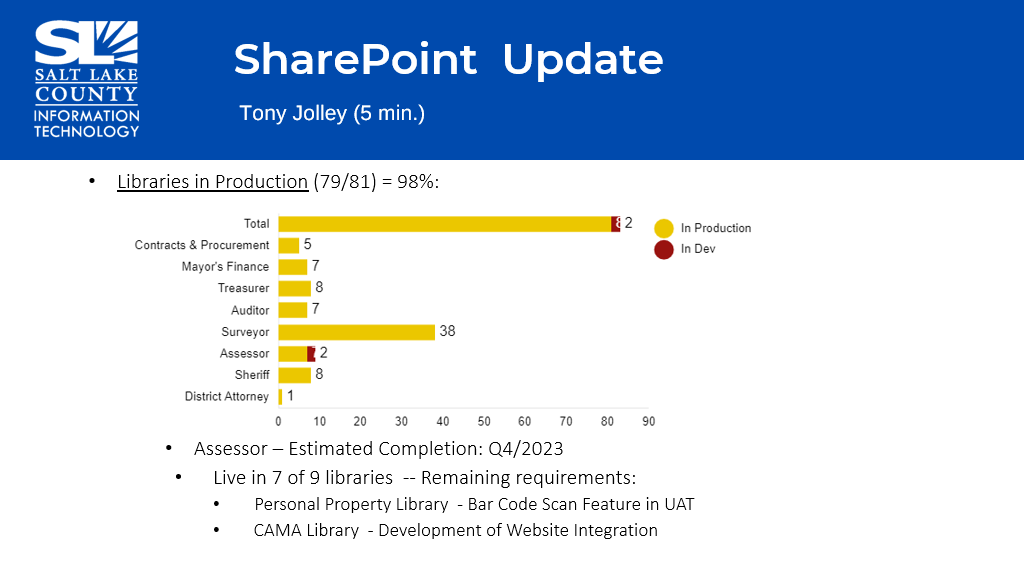 SL
SALT LAKE
COUNTY
INFORMATION
TECHNOLOGY
SharePoint Update
Tony Jolley (5 min.)
• Libraries in Production (79/81) = 98%:
Total 2
In Production
Contracts & Procurement 5
In Dev
Mayor's Finance 7
Treasurer 8
Auditor 7
Surveyor 38
Assessor 2
Sheriff 8
District Attorney 1
0 10 20 30 40 50 60 70 80 90
• Assessor – Estimated Completion: Q4/2023
• Live in 7 of 9 libraries -- Remaining requirements:
• Personal Property Library - Bar Code Scan Feature in UAT
• CAMA Library - Development of Website Integration